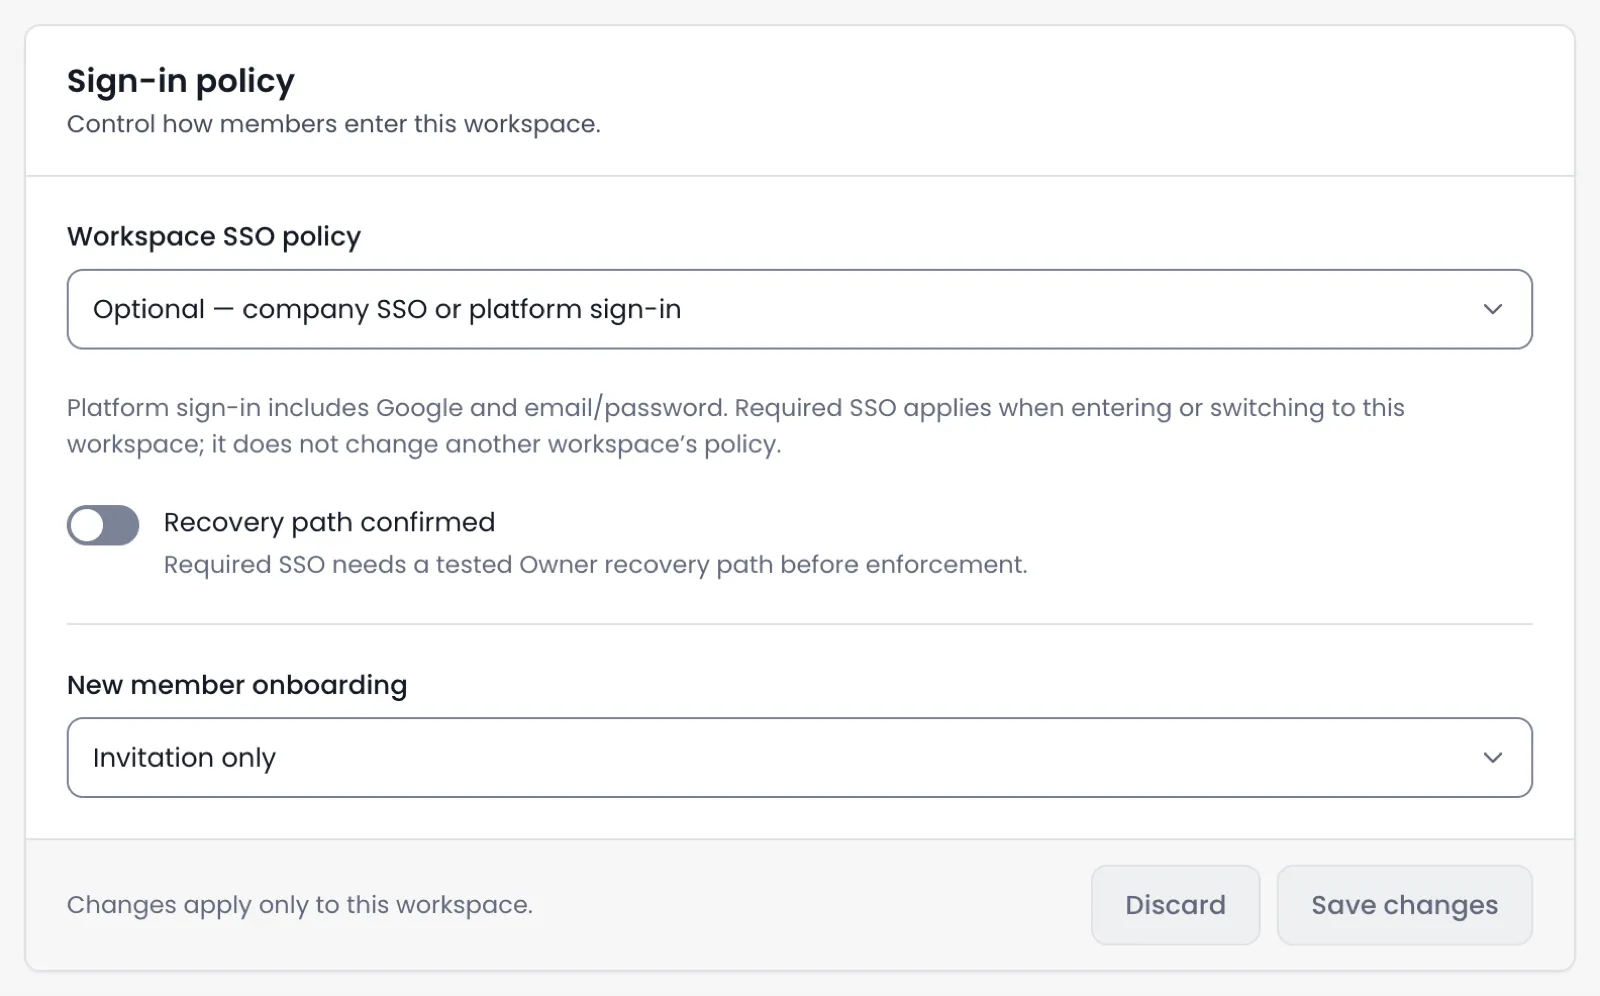 Sign-in policy
Control how members enter this workspace.
Workspace SSO policy
Optional — company SSO or platform sign-in
Platform sign-in includes Google and email/password. Required SSO applies when entering or switching to this
workspace; it does not change another workspace’s policy.
Recovery path confirmed
Required SSO needs a tested Owner recovery path before enforcement.
New member onboarding
Invitation only
Changes apply only to this workspace.
Discard
Save changes